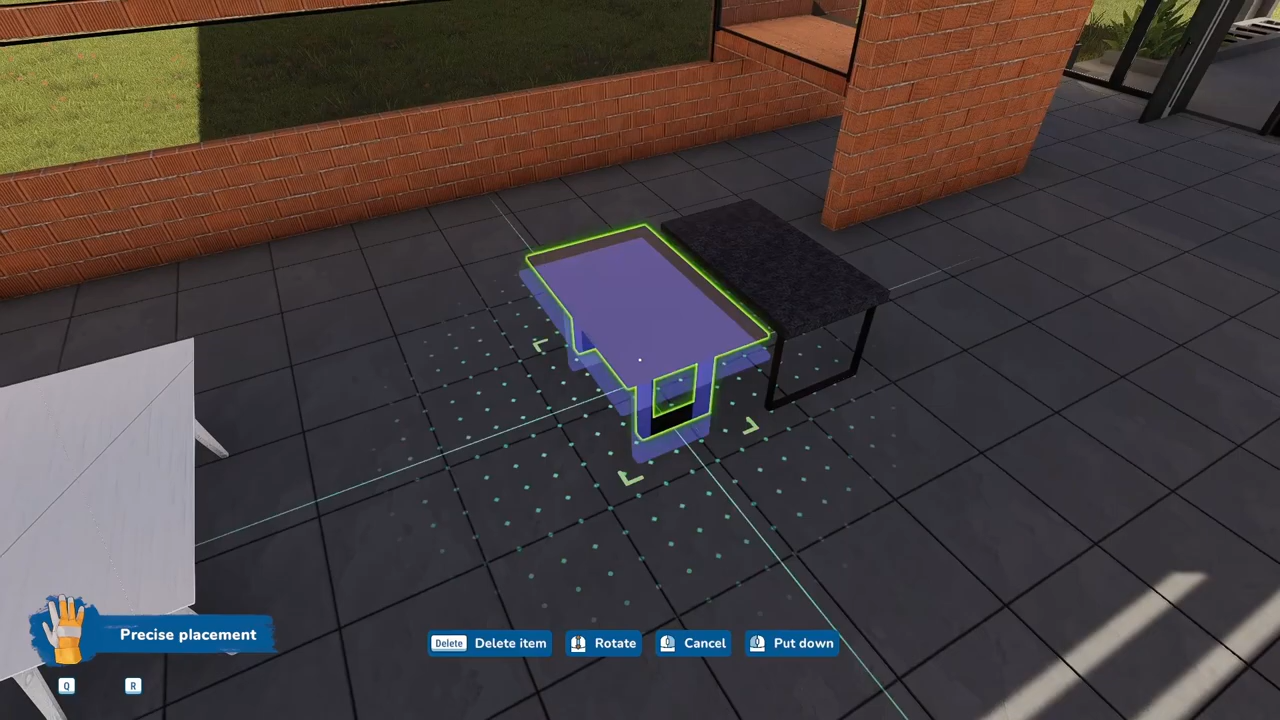 Precise placement
Q
R
Delete
Delete item
Rotate
Cancel
Put down